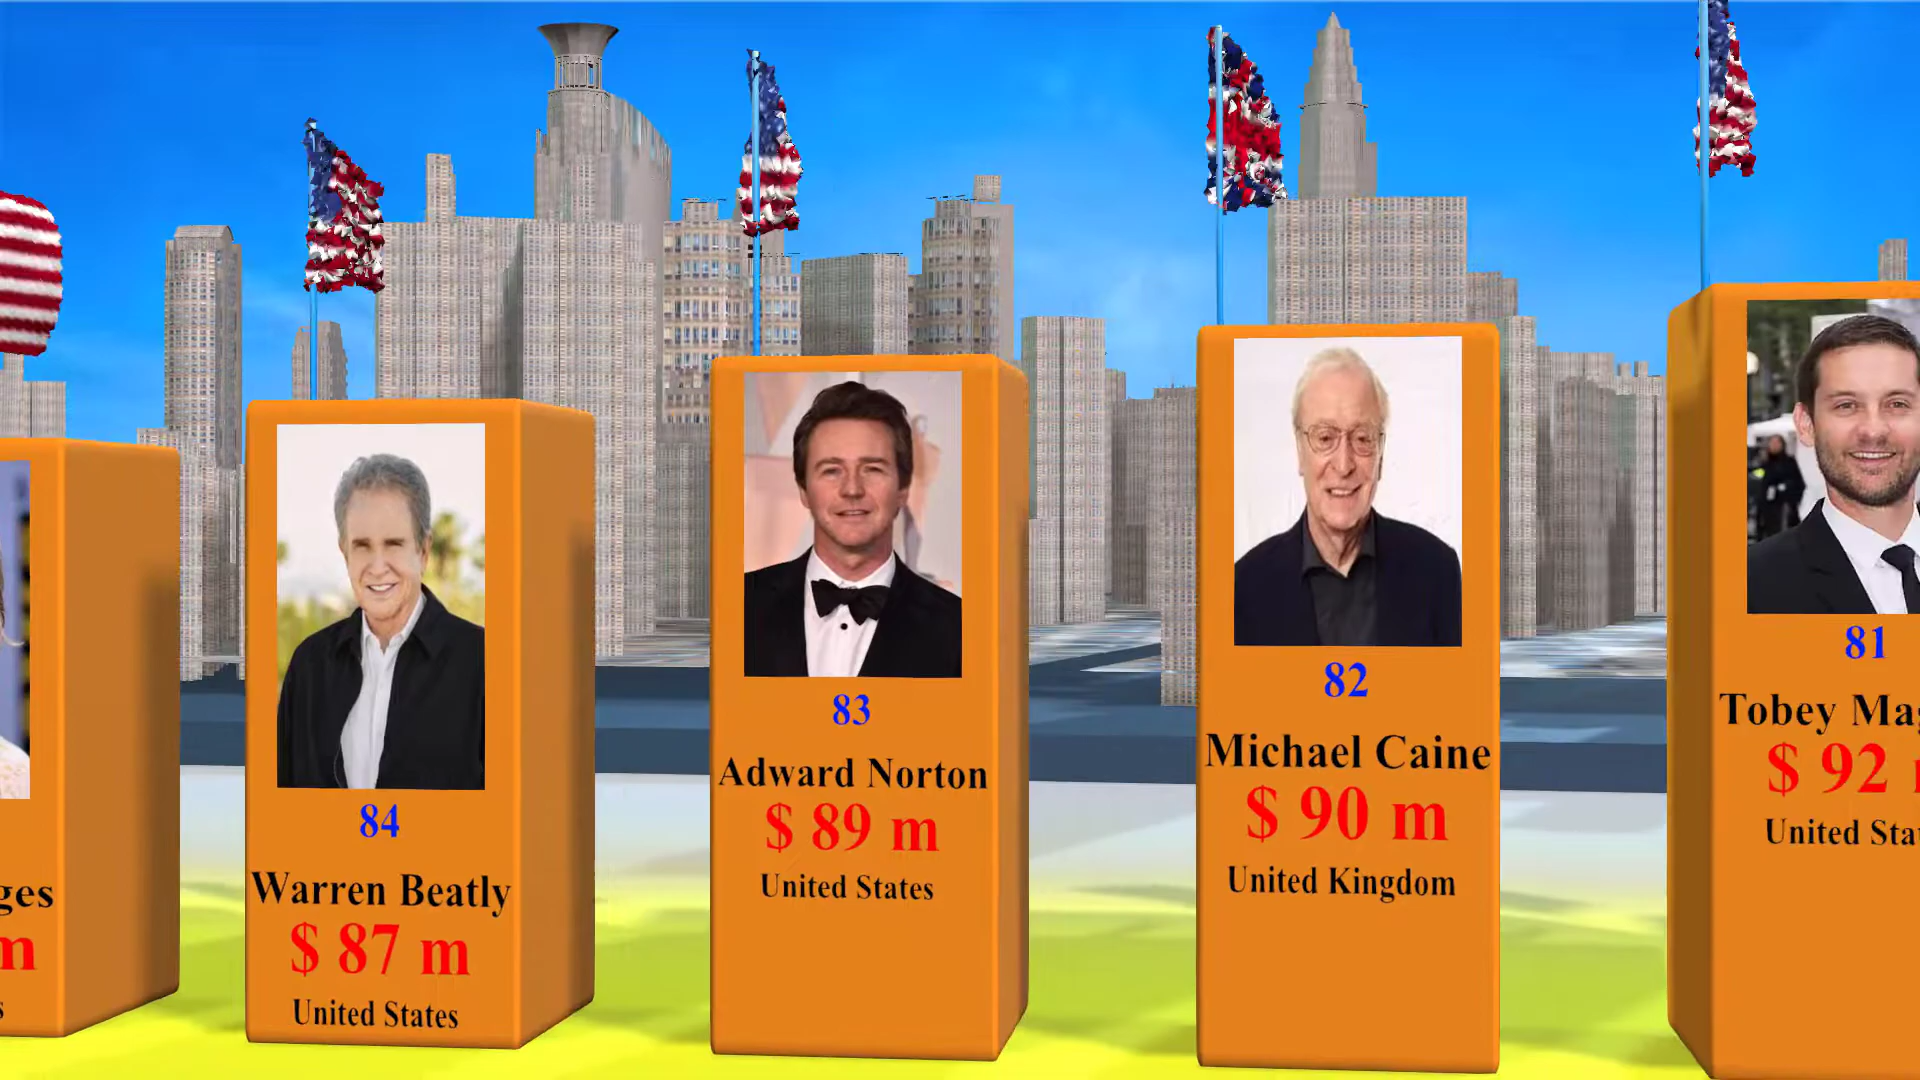 ges
m
s
84
Warren Beatly
$ 87 m
United States
83
Adward Norton
$ 89 m
United States
82
Michael Caine
$ 90 m
United Kingdom
81
Tobey Mag
$ 92
United Sta